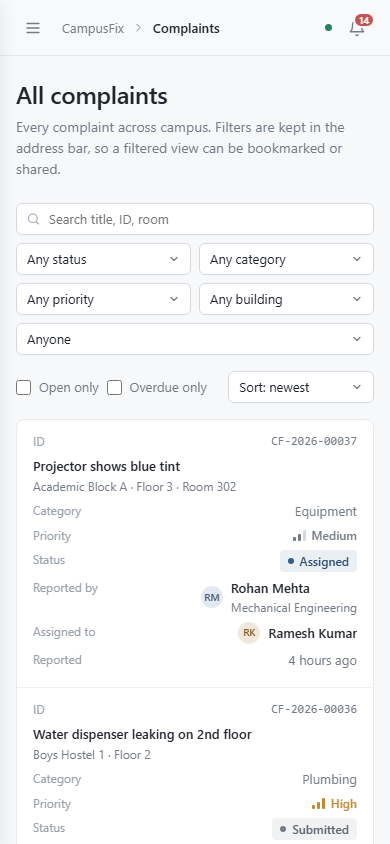 CampusFix > Complaints
14
All complaints
Every complaint across campus. Filters are kept in the
address bar, so a filtered view can be bookmarked or
shared.
Search title, ID, room
Any status Any category
Any priority Any building
Anyone
Open only Overdue only Sort: newest
ID CF-2026-00037
Projector shows blue tint
Academic Block A · Floor 3 · Room 302
Category Equipment
Priority Medium
Status Assigned
Reported by RM Rohan Mehta
Mechanical Engineering
Assigned to RK Ramesh Kumar
Reported 4 hours ago
ID CF-2026-00036
Water dispenser leaking on 2nd floor
Boys Hostel 1 · Floor 2
Category Plumbing
Priority High
Status Submitted